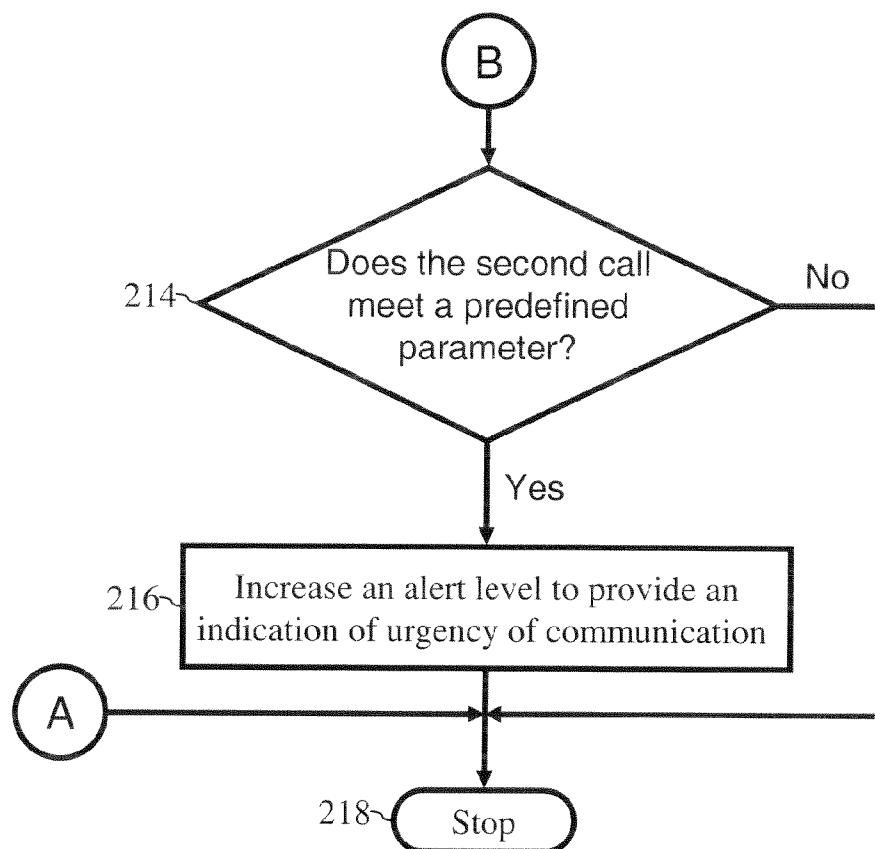 B
Does the second call
meet a predefined
parameter?
214
No
Yes
Increase an alert level to provide an
indication of urgency of communication
216
A
218
Stop